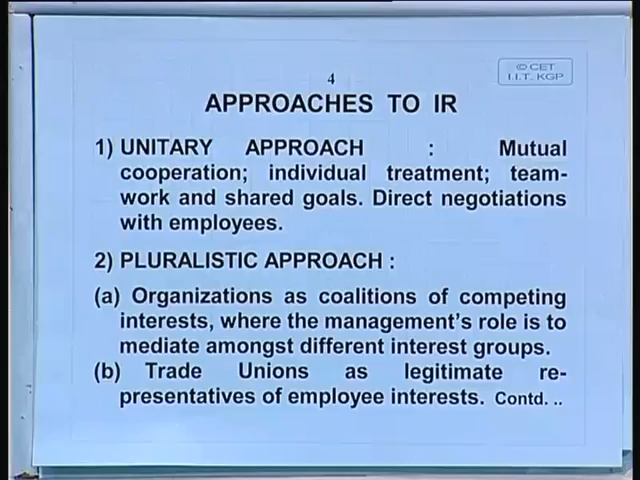 © CET
I.I.T. KGP
4
APPROACHES TO IR
1) UNITARY APPROACH : Mutual
cooperation; individual treatment; team-
work and shared goals. Direct negotiations
with employees.
2) PLURALISTIC APPROACH :
(a) Organizations as coalitions of competing
interests, where the management's role is to
mediate amongst different interest groups.
(b) Trade Unions as legitimate re-
presentatives of employee interests. Contd. ..